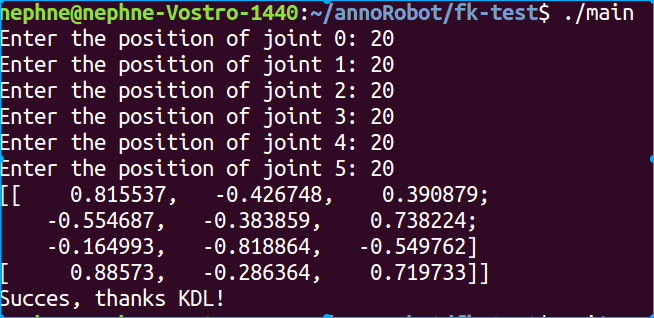 nephne@nephne-Vostro-1440:~/annoRobot/fk-test$ ./main
Enter the position of joint 0: 20
Enter the position of joint 1: 20
Enter the position of joint 2: 20
Enter the position of joint 3: 20
Enter the position of joint 4: 20
Enter the position of joint 5: 20
[[    0.815537,   -0.426748,    0.390879;
    -0.554687,   -0.383859,    0.738224;
    -0.164993,   -0.818864,   -0.549762]
[     0.88573,   -0.286364,    0.719733]]
Succes, thanks KDL!